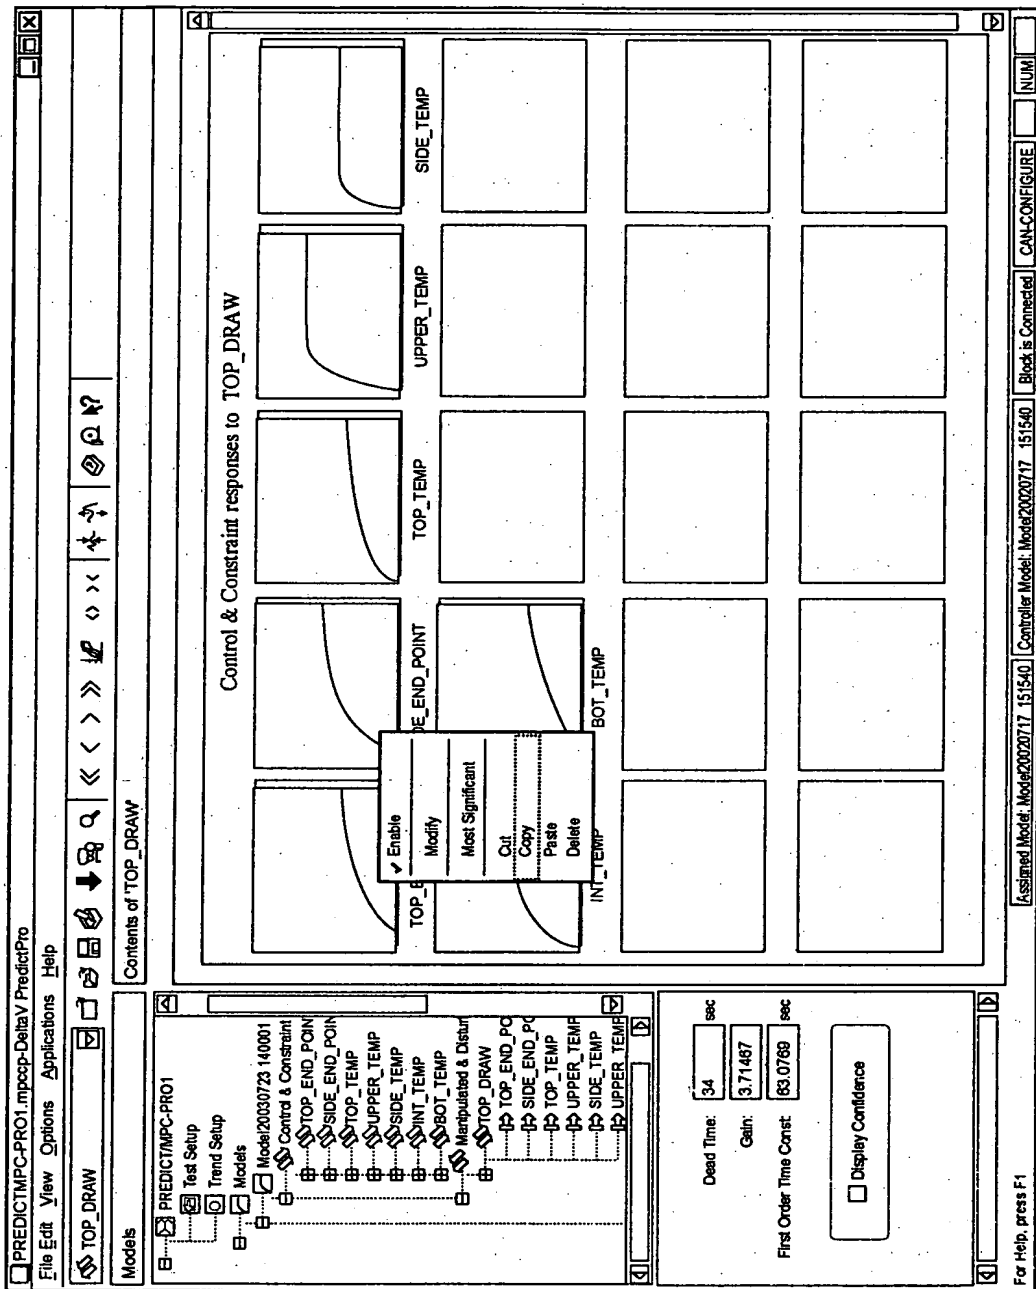 PREDICTMPC-PRO1.mpccp-DeltaV PredictPro
File Edit View Options Applications Help
TOP_DRAW
Models
Contents of 'TOP_DRAW'
PREDICT/MPC-PRO1
Test Setup
Trend Setup
Models
Model20030723 140001
Control & Constraint
TOP_END_POIN
SIDE_END_POIN
TOP_TEMP
UPPER_TEMP
SIDE_TEMP
INT_TEMP
BOT_TEMP
Manipulated & Distur
TOP_DRAW
TOP_END_PO
SIDE_END_PO
TOP_TEMP
UPPER_TEMP
SIDE_TEMP
UPPER_TEMP
Dead Time: 34 sec
Gain: 3.71467
First Order Time Const: 63.0769 sec
Display Confidence
Control & Constraint responses to TOP_DRAW
TOP_E
DE_END_POINT
TOP_TEMP
UPPER_TEMP
SIDE_TEMP
✓ Enable
Modify
Most Significant
Cut
Copy
Paste
Delete
INT_TEMP
BOT_TEMP
For Help, press F1
Assigned Model: Model20020717 151540
Controller Model: Model20020717 151540
Block is Connected
CAN-CONFIGURE
NUM